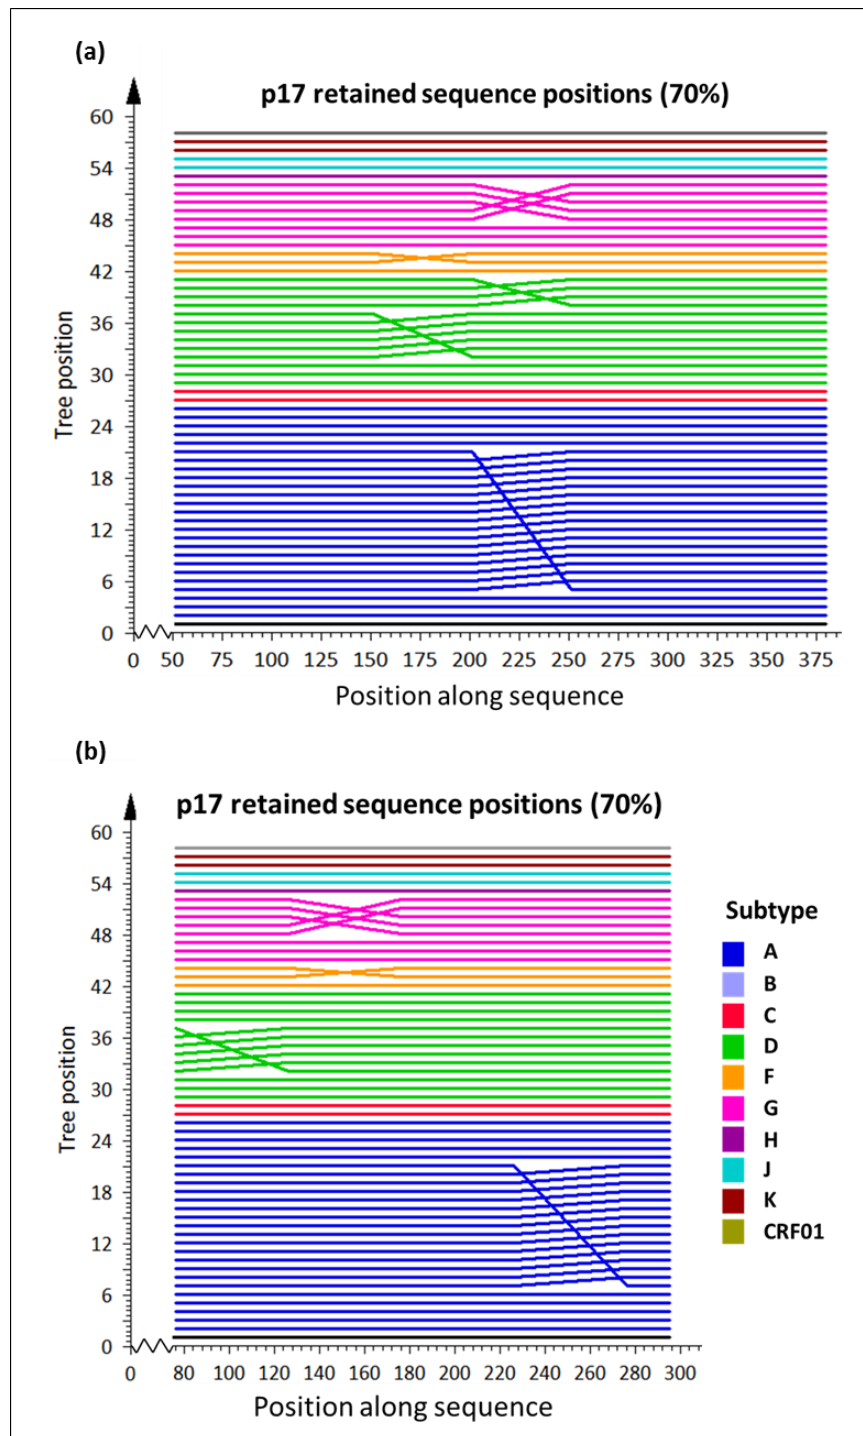 (a)
p17 retained sequence positions (70%)
60
54
48
42
36
30
24
18
12
6
0
Tree position
0 50 75 100 125 150 175 200 225 250 275 300 325 350 375
Position along sequence
(b)
p17 retained sequence positions (70%)
60
54
48
42
36
30
24
18
12
6
0
Tree position
0 80 100 120 140 160 180 200 220 240 260 280 300
Position along sequence
Subtype
A
B
C
D
F
G
H
J
K
CRF01